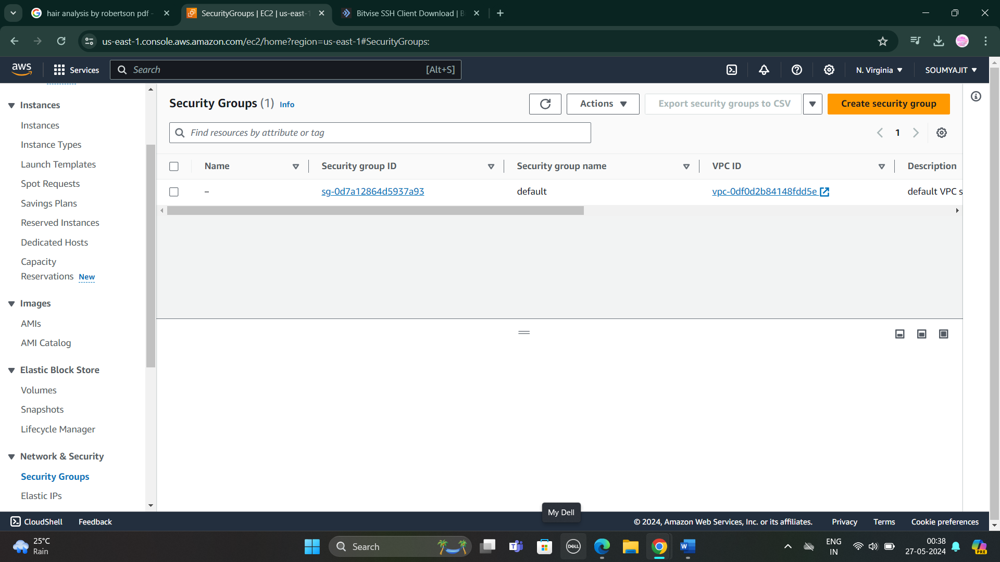 hair analysis by robertson pdf -
SecurityGroups | EC2 | us-east-1
Bitvise SSH Client Download | B
us-east-1.console.aws.amazon.com/ec2/home?region=us-east-1#SecurityGroups:
aws
Services
Search
[Alt+S]
N. Virginia
SOUMYAJIT
Instances
Instances
Instance Types
Launch Templates
Spot Requests
Savings Plans
Reserved Instances
Dedicated Hosts
Capacity
Reservations New
Images
AMIs
AMI Catalog
Elastic Block Store
Volumes
Snapshots
Lifecycle Manager
Network & Security
Security Groups
Elastic IPs
Security Groups (1) Info
Actions
Export security groups to CSV
Create security group
Find resources by attribute or tag
1
Name Security group ID Security group name VPC ID Description
– sg-0d7a12864d5937a93 default vpc-0df0d2b84148fdd5e default VPC s
My Dell
CloudShell Feedback © 2024, Amazon Web Services, Inc. or its affiliates. Privacy Terms Cookie preferences
25°C
Rain
Search
DELL
W
ENG
IN
00:38
27-05-2024
PRE